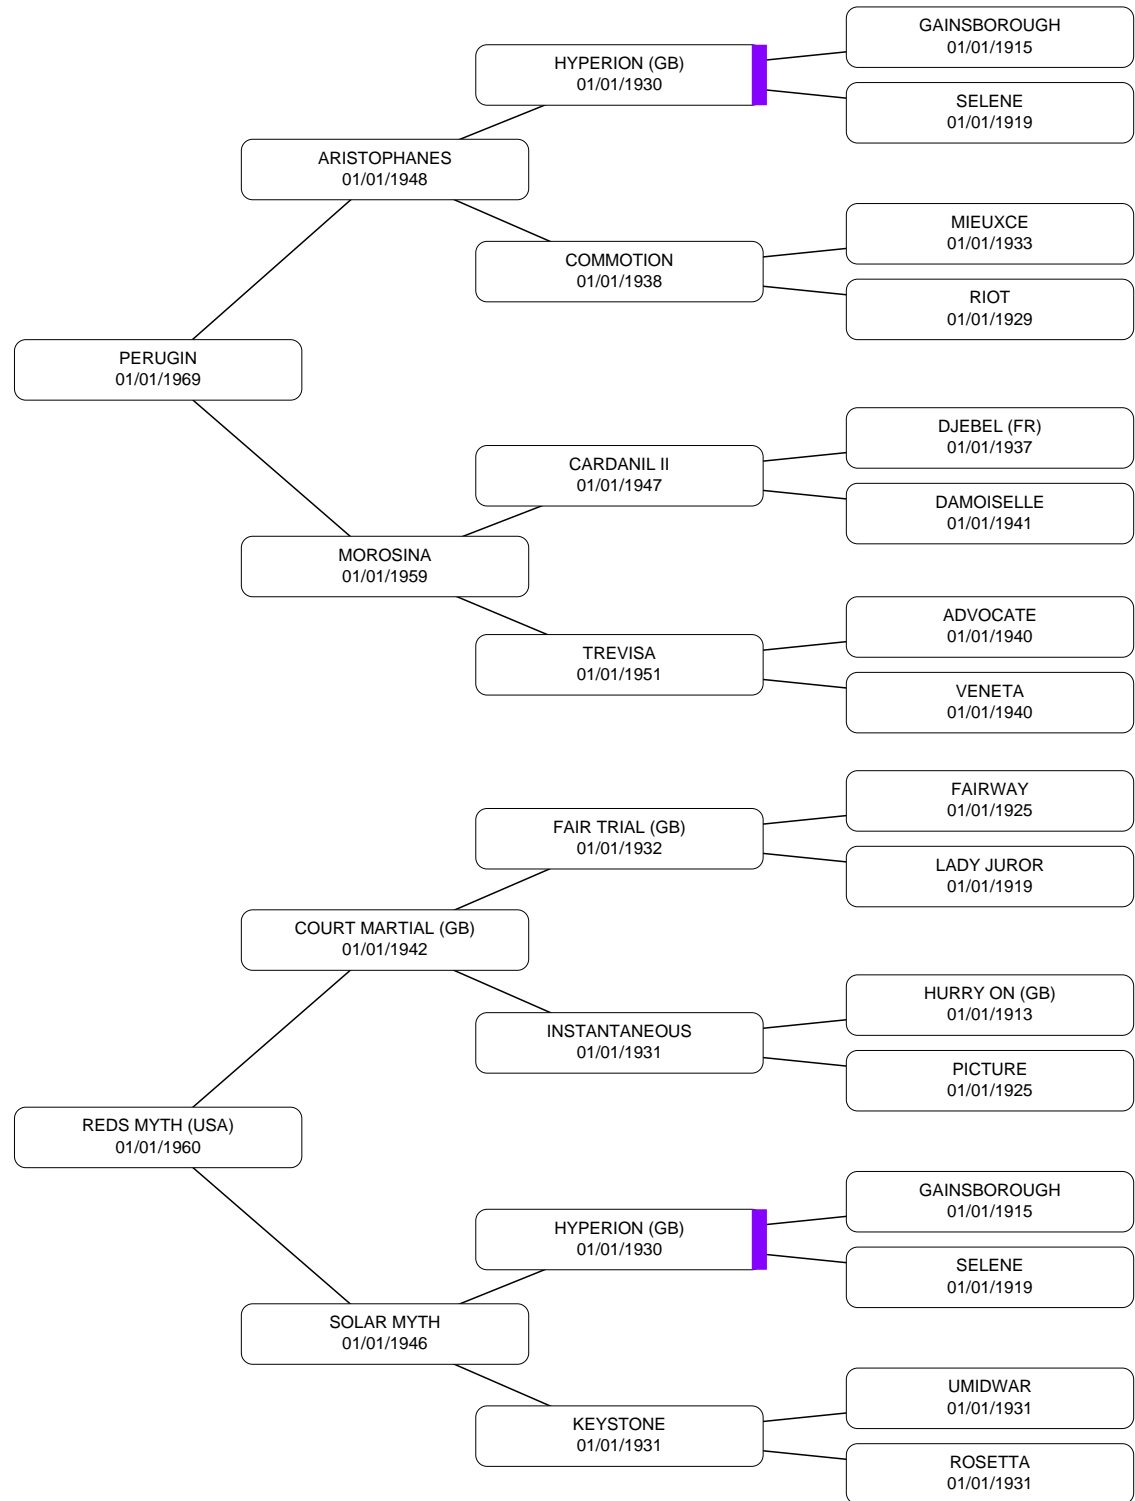 GAINSBOROUGH
01/01/1915
HYPERION (GB)
01/01/1930
SELENE
01/01/1919
ARISTOPHANES
01/01/1948
MIEUXCE
01/01/1933
COMMOTION
01/01/1938
RIOT
01/01/1929
PERUGIN
01/01/1969
DJEBEL (FR)
01/01/1937
CARDANIL II
01/01/1947
DAMOISELLE
01/01/1941
MOROSINA
01/01/1959
ADVOCATE
01/01/1940
TREVISA
01/01/1951
VENETA
01/01/1940
FAIRWAY
01/01/1925
FAIR TRIAL (GB)
01/01/1932
LADY JUROR
01/01/1919
COURT MARTIAL (GB)
01/01/1942
HURRY ON (GB)
01/01/1913
INSTANTANEOUS
01/01/1931
PICTURE
01/01/1925
REDS MYTH (USA)
01/01/1960
GAINSBOROUGH
01/01/1915
HYPERION (GB)
01/01/1930
SELENE
01/01/1919
SOLAR MYTH
01/01/1946
UMIDWAR
01/01/1931
KEYSTONE
01/01/1931
ROSETTA
01/01/1931